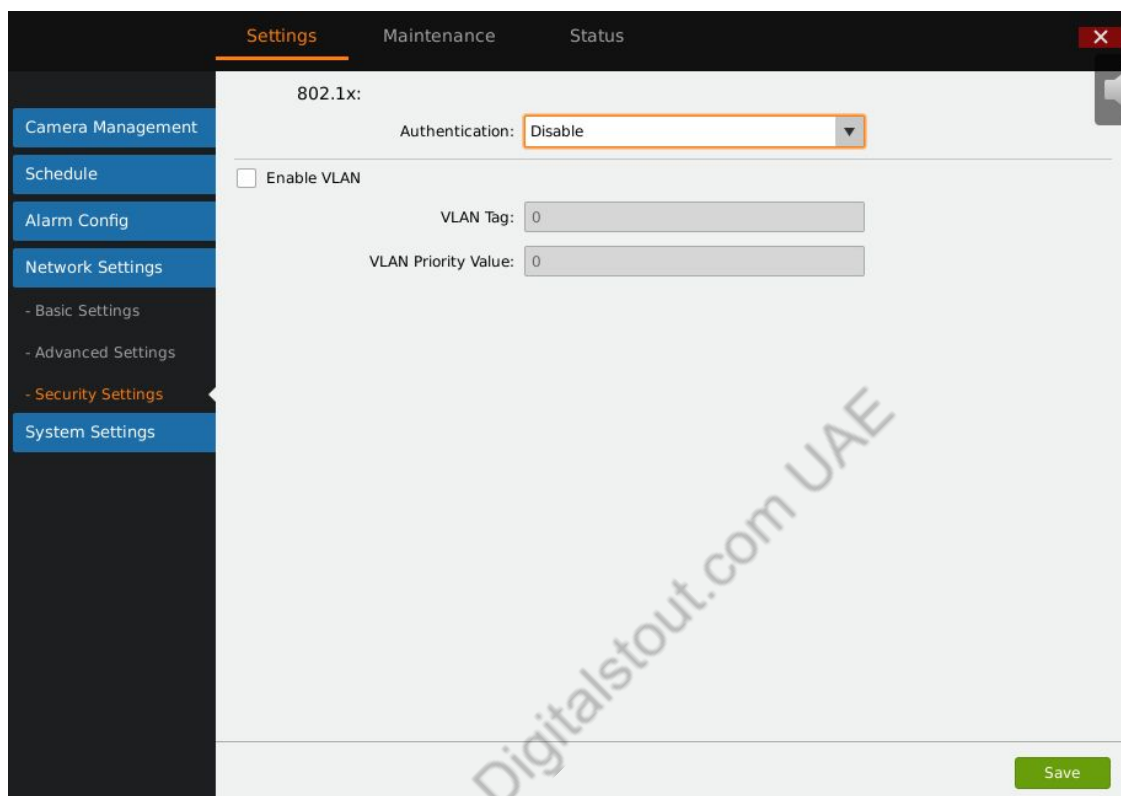 Settings Maintenance Status
802.1x:
Camera Management
Authentication: Disable
Schedule
Enable VLAN
Alarm Config
VLAN Tag: 0
Network Settings
VLAN Priority Value: 0
- Basic Settings
- Advanced Settings
- Security Settings
System Settings
Digitalstout.com UAE
Save